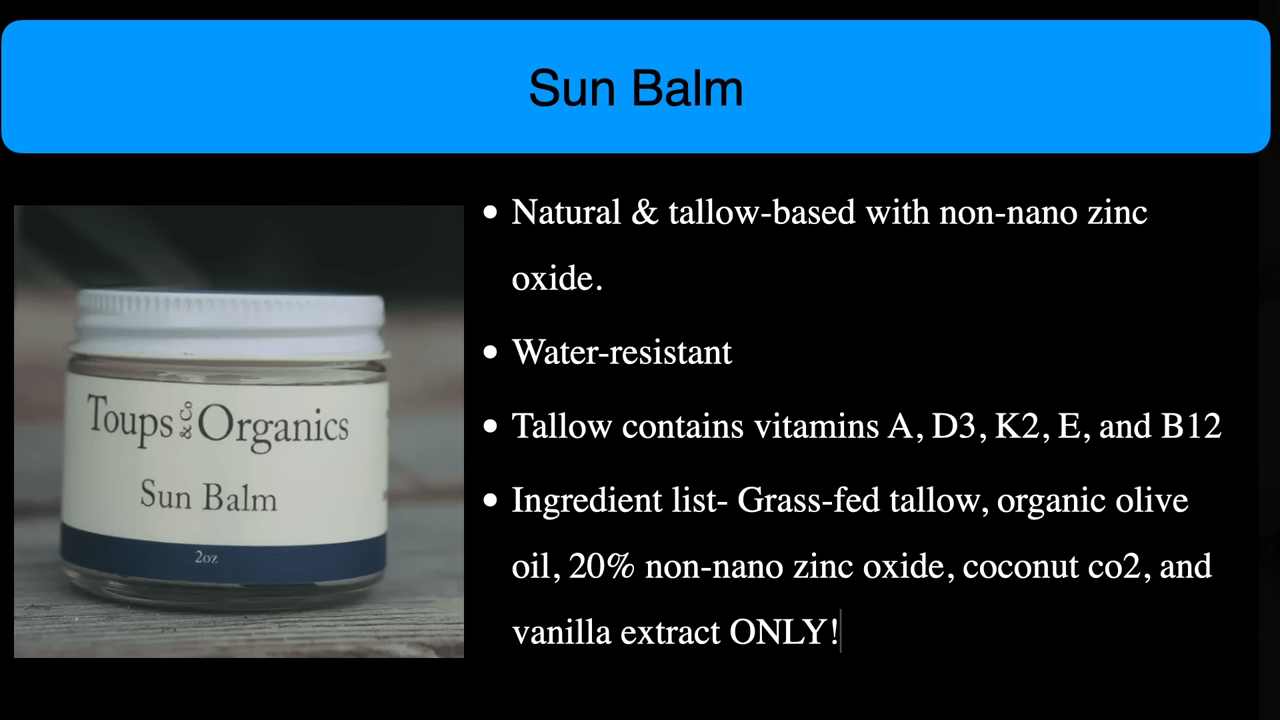 Sun Balm
Toups & Co Organics
Sun Balm
2oz
• Natural & tallow-based with non-nano zinc
oxide.
• Water-resistant
• Tallow contains vitamins A, D3, K2, E, and B12
• Ingredient list- Grass-fed tallow, organic olive
oil, 20% non-nano zinc oxide, coconut co2, and
vanilla extract ONLY!